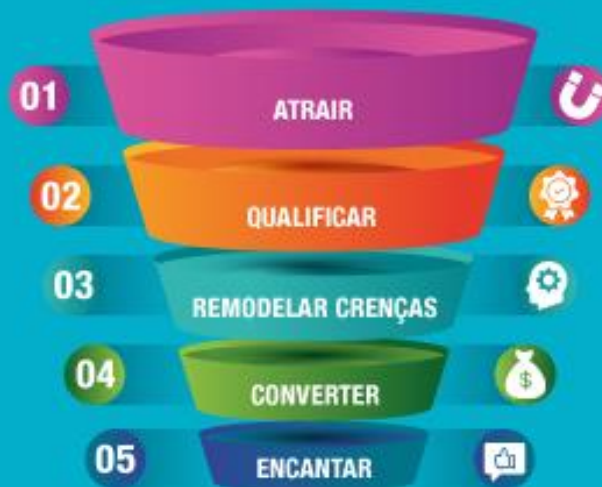 01
ATRAIR
02
QUALIFICAR
03
REMODELAR CRENÇAS
04
$
CONVERTER
05
ENCANTAR